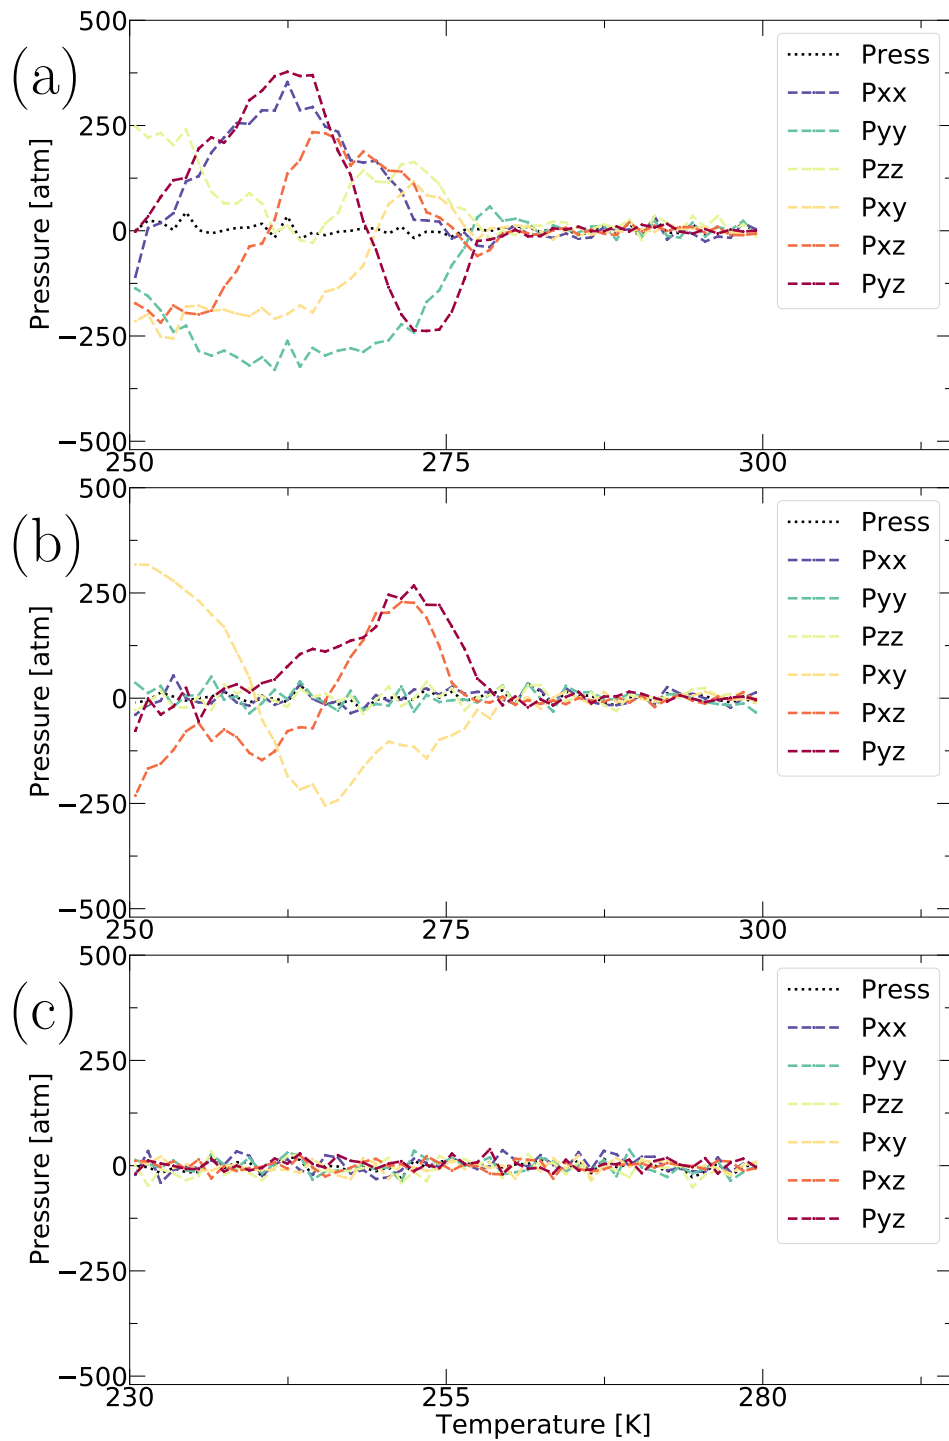 (a)
Pressure [atm]
500
250
0
−250
−500
250
275
300
Press
Pxx
Pyy
Pzz
Pxy
Pxz
Pyz
(b)
Pressure [atm]
500
250
0
−250
−500
250
275
300
Press
Pxx
Pyy
Pzz
Pxy
Pxz
Pyz
(c)
Pressure [atm]
500
250
0
−250
−500
230
255
280
Press
Pxx
Pyy
Pzz
Pxy
Pxz
Pyz
Temperature [K]